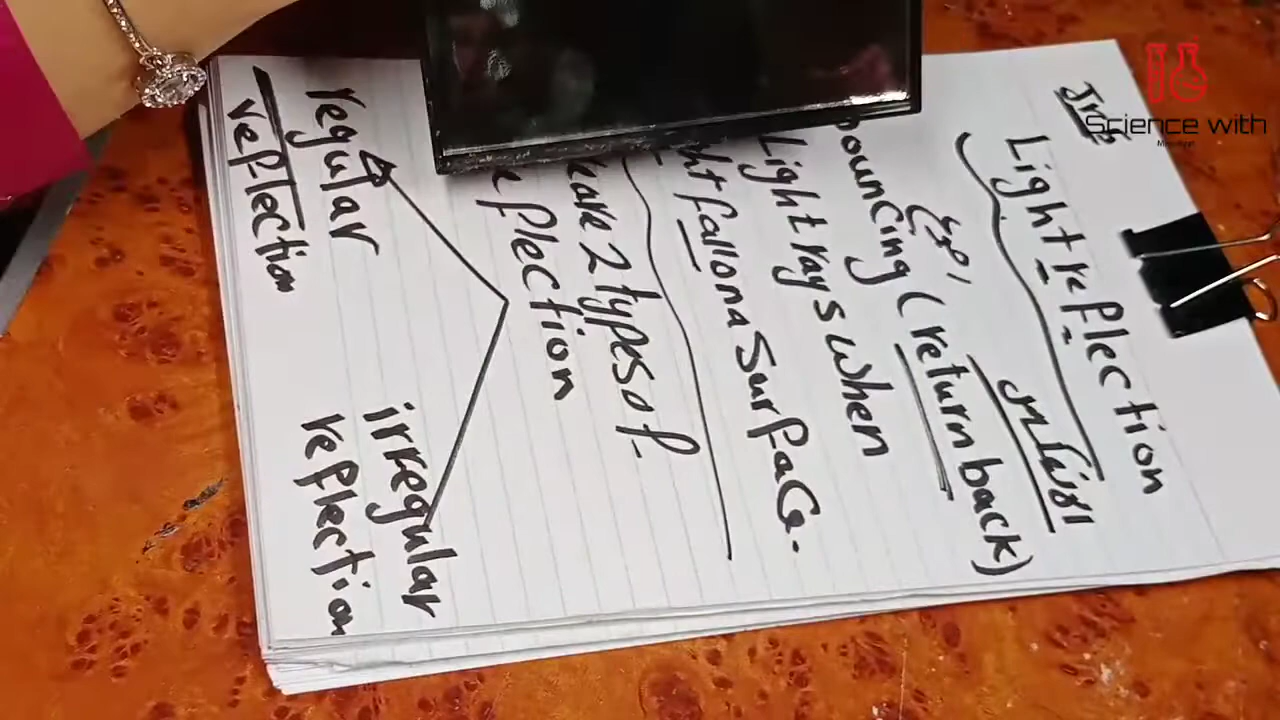 Light reflection
الانعكاس
bouncing (return back)
Light rays when
fall on a surface.
2 types of
reflection
regular
reflection
irregular
reflection
Science with